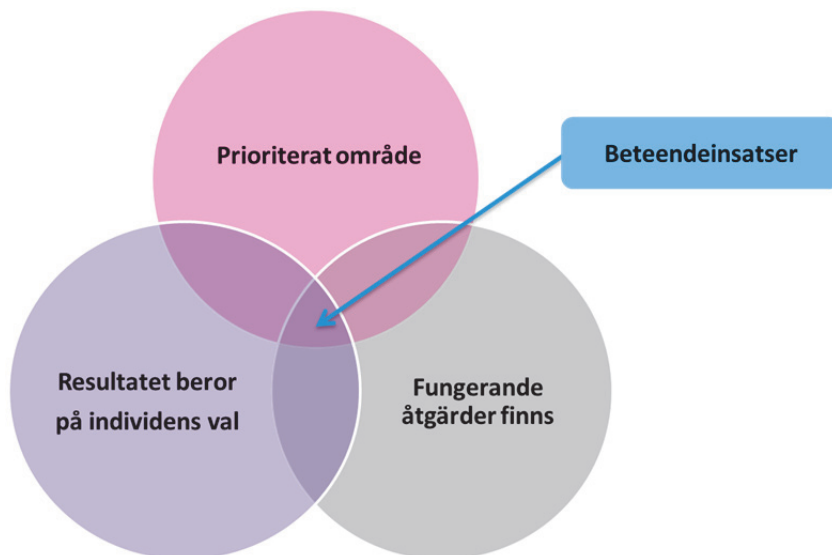 Prioriterat område
Beteendeinsatser
Resultatet beror
på individens val
Fungerande
åtgärder finns